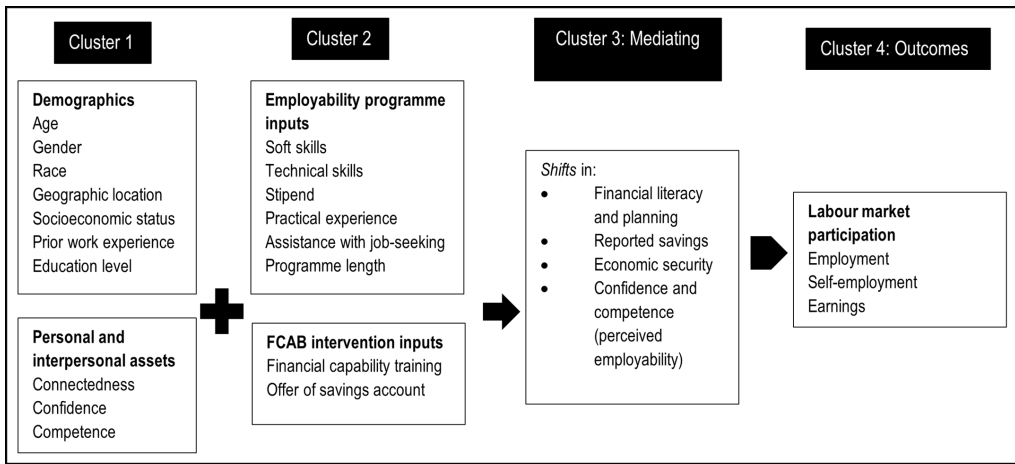 Cluster 1
Demographics
Age
Gender
Race
Geographic location
Socioeconomic status
Prior work experience
Education level
Personal and
interpersonal assets
Connectedness
Confidence
Competence
Cluster 2
Employability programme
inputs
Soft skills
Technical skills
Stipend
Practical experience
Assistance with job-seeking
Programme length
FCAB intervention inputs
Financial capability training
Offer of savings account
Cluster 3: Mediating
Shifts in:
• Financial literacy
and planning
• Reported savings
• Economic security
• Confidence and
competence
(perceived
employability)
Cluster 4: Outcomes
Labour market
participation
Employment
Self-employment
Earnings